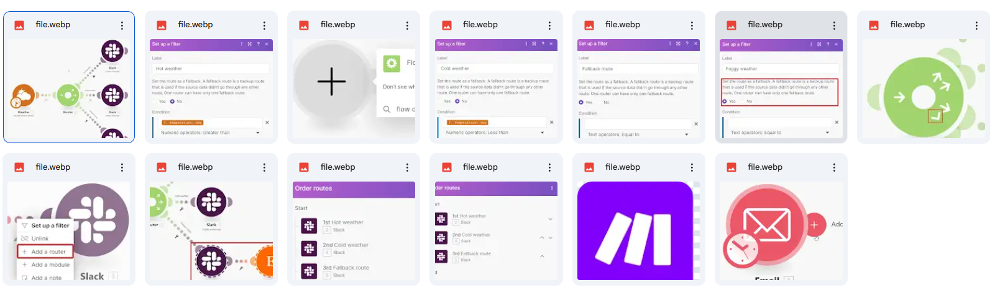 file.webp
Slack
Weather
Router
Slack
Slack
file.webp
Set up a filter
Label
Hot weather
Set the route as a fallback. A fallback route is a backup route
that is used if the source data didn't go through any other
route. One router can have only one fallback route.
Yes No
Condition
7. Temperature: Day
Numeric operators: Greater than
file.webp
Flo
Don't see wh
flow c
file.webp
Set up a filter
Label
Cold weather
Set the route as a fallback. A fallback route is a backup route
that is used if the source data didn't go through any other
route. One router can have only one fallback route.
Yes No
Condition
7. Temperature: Day
Numeric operators: Less than
file.webp
Set up a filter
Label
Fallback route
Set the route as a fallback. A fallback route is a backup route
that is used if the source data didn't go through any other
route. One router can have only one fallback route.
Yes No
Condition
Text operators: Equal to
file.webp
Set up a filter
Label
Foggy weather
Set the route as a fallback. A fallback route is a backup route
that is used if the source data didn't go through any other
route. One router can have only one fallback route.
Yes No
Condition
Text operators: Equal to
file.webp
file.webp
Set up a filter
Unlink
Add a router
Add a module
Add a note
Slack 3
file.webp
Cold weather
outer
Slack
E
file.webp
Order routes
Start
1st Hot weather
2 Slack
2nd Cold weather
4 Slack
3rd Fallback route
5 Slack
file.webp
der routes
art
1st Hot weather
2 Slack
2nd Cold weather
4 Slack
3rd Fallback route
Slack
d
file.webp
file.webp
Add
Email